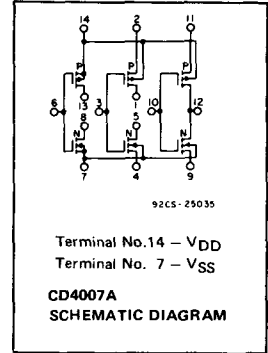 14 2 11
P P P
13 1
6 3 10 12
8 5
N N N
7 4 9
92CS-25035
Terminal No.14 – VDD
Terminal No. 7 – VSS
CD4007A
SCHEMATIC DIAGRAM